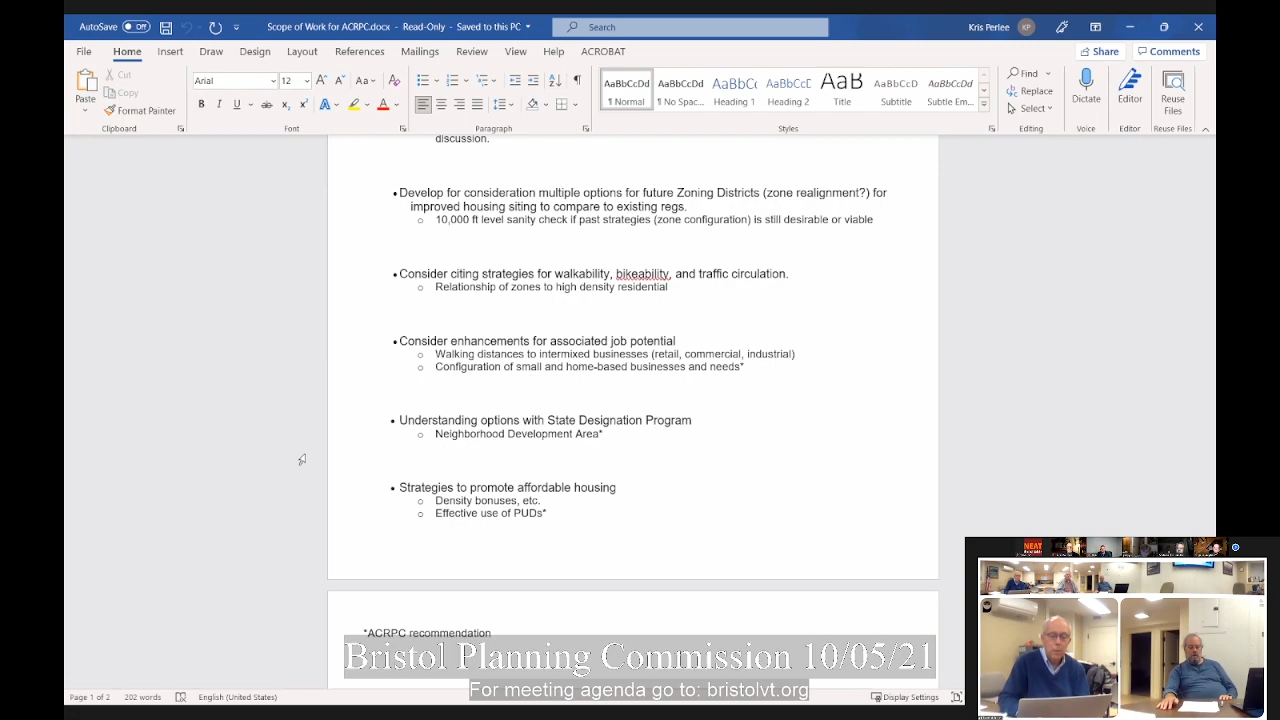 AutoSave Off Scope of Work for ACRPC.docx - Read-Only - Saved to this PC Search Kris Perlee KP
File Home Insert Draw Design Layout References Mailings Review View Help ACROBAT Share Comments
Cut
Copy
Format Painter
Paste
Clipboard
Arial 12
Font
Paragraph
AaBbCcDd AaBbCcDd AaBbCc AaBbCcD AaB AaBbCcD AaBbCcD
¶ Normal ¶ No Spac... Heading 1 Heading 2 Title Subtitle Subtle Em...
Styles
Find
Replace
Select
Editing
Dictate
Voice
Editor
Editor
Reuse
Files
Reuse Files
discussion.
• Develop for consideration multiple options for future Zoning Districts (zone realignment?) for
improved housing siting to compare to existing regs.
○ 10,000 ft level sanity check if past strategies (zone configuration) is still desirable or viable
• Consider citing strategies for walkability, bikeability, and traffic circulation.
○ Relationship of zones to high density residential
• Consider enhancements for associated job potential
○ Walking distances to intermixed businesses (retail, commercial, industrial)
○ Configuration of small and home-based businesses and needs*
• Understanding options with State Designation Program
○ Neighborhood Development Area*
• Strategies to promote affordable housing
○ Density bonuses, etc.
○ Effective use of PUDs*
*ACRPC recommendation
Bristol Planning Commission 10/05/21
For meeting agenda go to: bristolvt.org
Page 1 of 2 202 words English (United States) Display Settings
NEAT